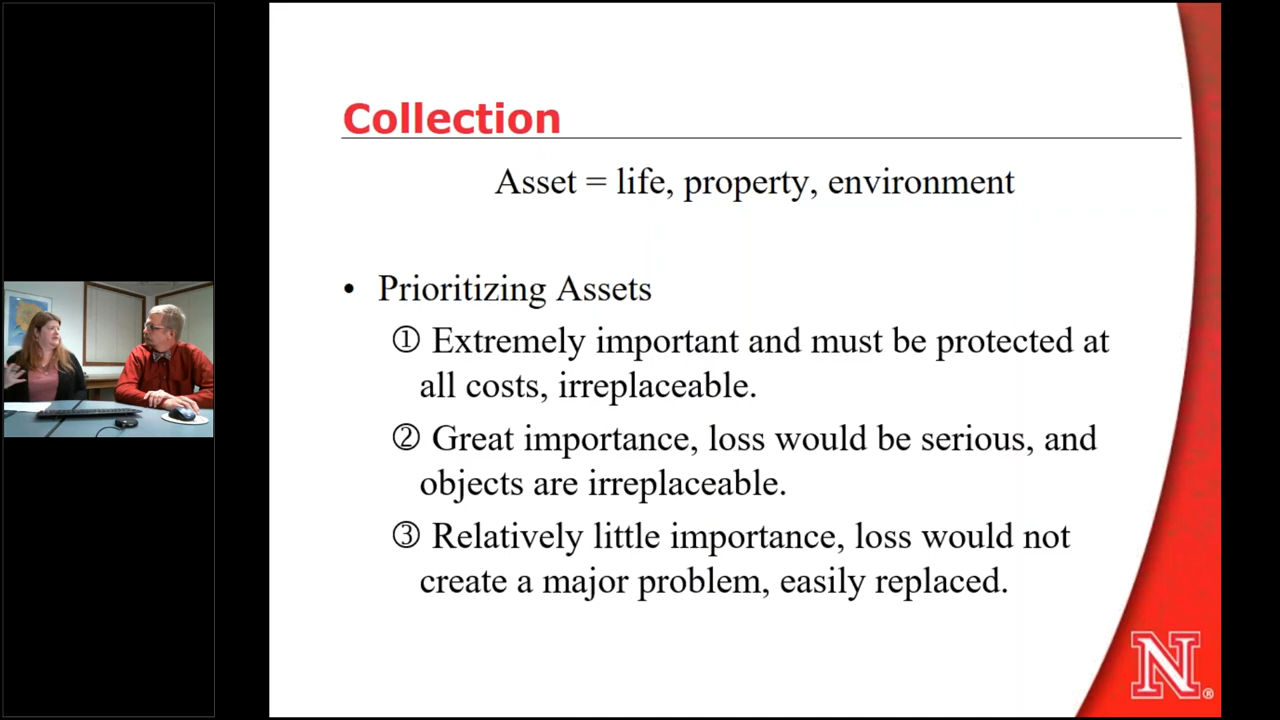 Collection
Asset = life, property, environment
• Prioritizing Assets
① Extremely important and must be protected at
all costs, irreplaceable.
② Great importance, loss would be serious, and
objects are irreplaceable.
③ Relatively little importance, loss would not
create a major problem, easily replaced.
N®